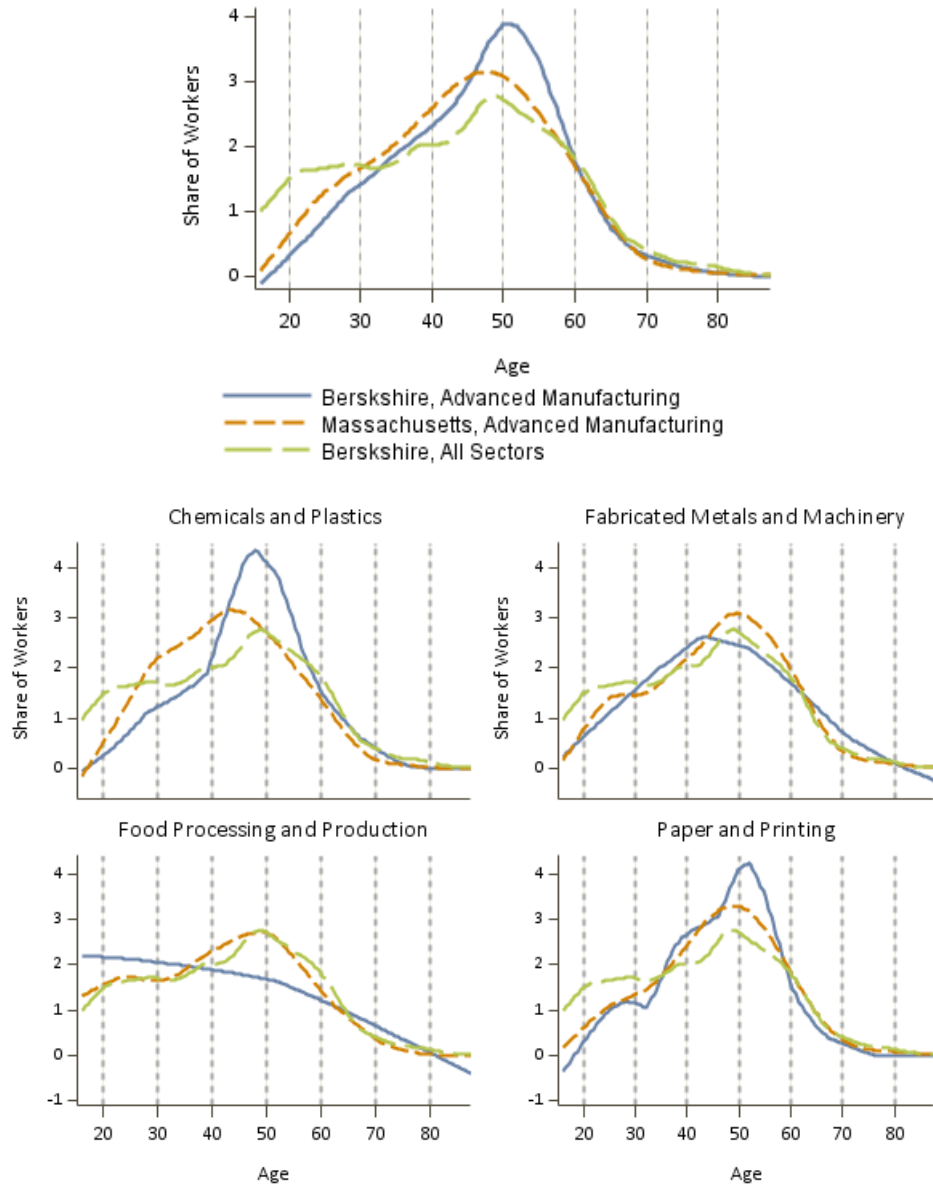 4
3
2
1
0
Share of Workers
20 30 40 50 60 70 80
Age
Berskshire, Advanced Manufacturing
Massachusetts, Advanced Manufacturing
Berskshire, All Sectors
Chemicals and Plastics
4
3
2
1
0
Share of Workers
Fabricated Metals and Machinery
4
3
2
1
0
Share of Workers
Food Processing and Production
4
3
2
1
0
-1
20 30 40 50 60 70 80
Age
Paper and Printing
4
3
2
1
0
-1
20 30 40 50 60 70 80
Age